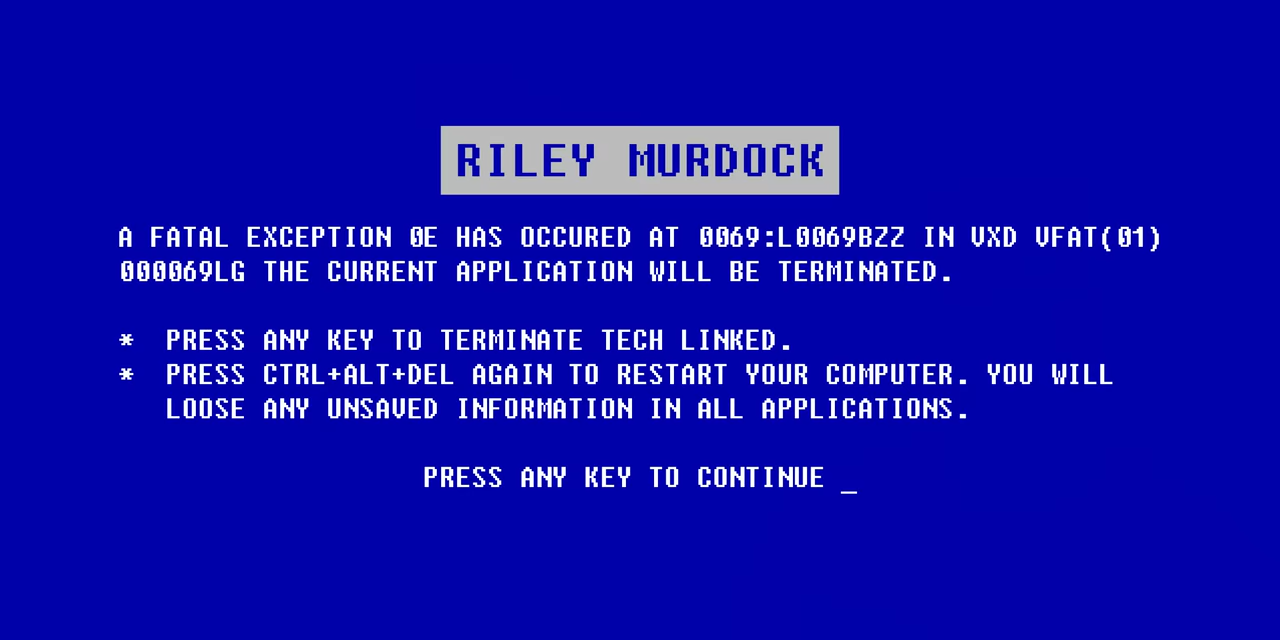 RILEY MURDOCK
A FATAL EXCEPTION 0E HAS OCCURED AT 0069:L0069BZZ IN VXD VFAT(01)
000069LG THE CURRENT APPLICATION WILL BE TERMINATED.
* PRESS ANY KEY TO TERMINATE TECH LINKED.
* PRESS CTRL+ALT+DEL AGAIN TO RESTART YOUR COMPUTER. YOU WILL
LOOSE ANY UNSAVED INFORMATION IN ALL APPLICATIONS.
PRESS ANY KEY TO CONTINUE _